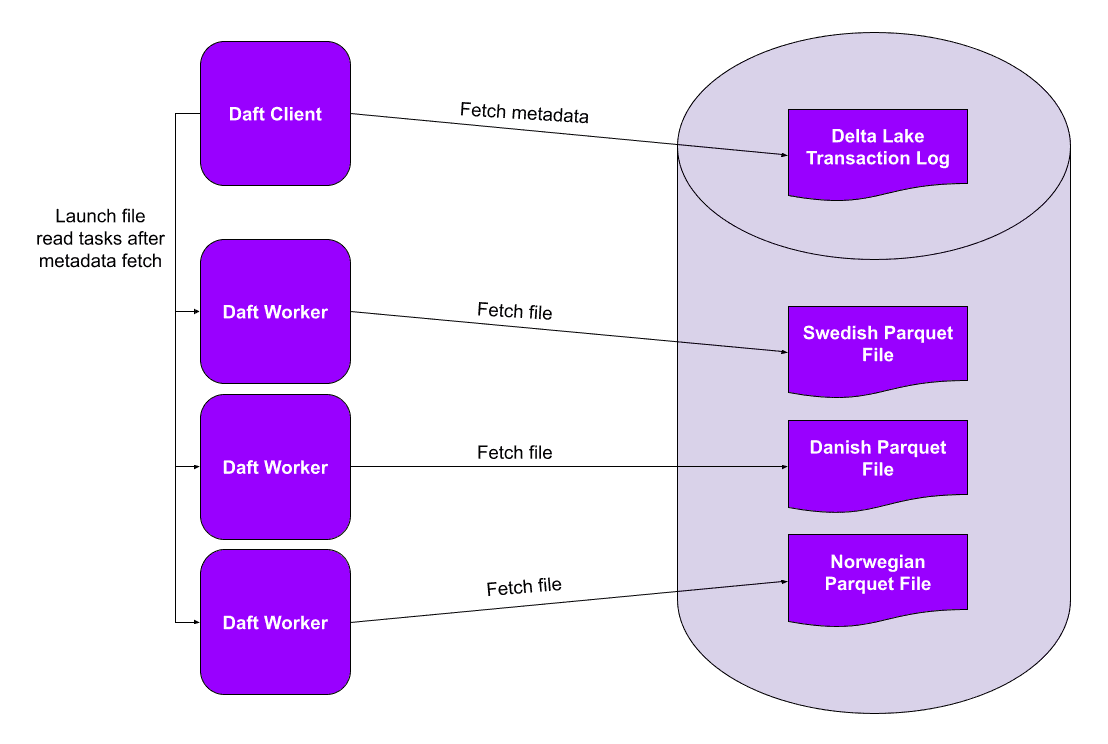 Daft Client
Fetch metadata
Delta Lake
Transaction Log
Launch file
read tasks after
metadata fetch
Daft Worker
Fetch file
Swedish Parquet
File
Daft Worker
Fetch file
Danish Parquet
File
Daft Worker
Fetch file
Norwegian
Parquet File